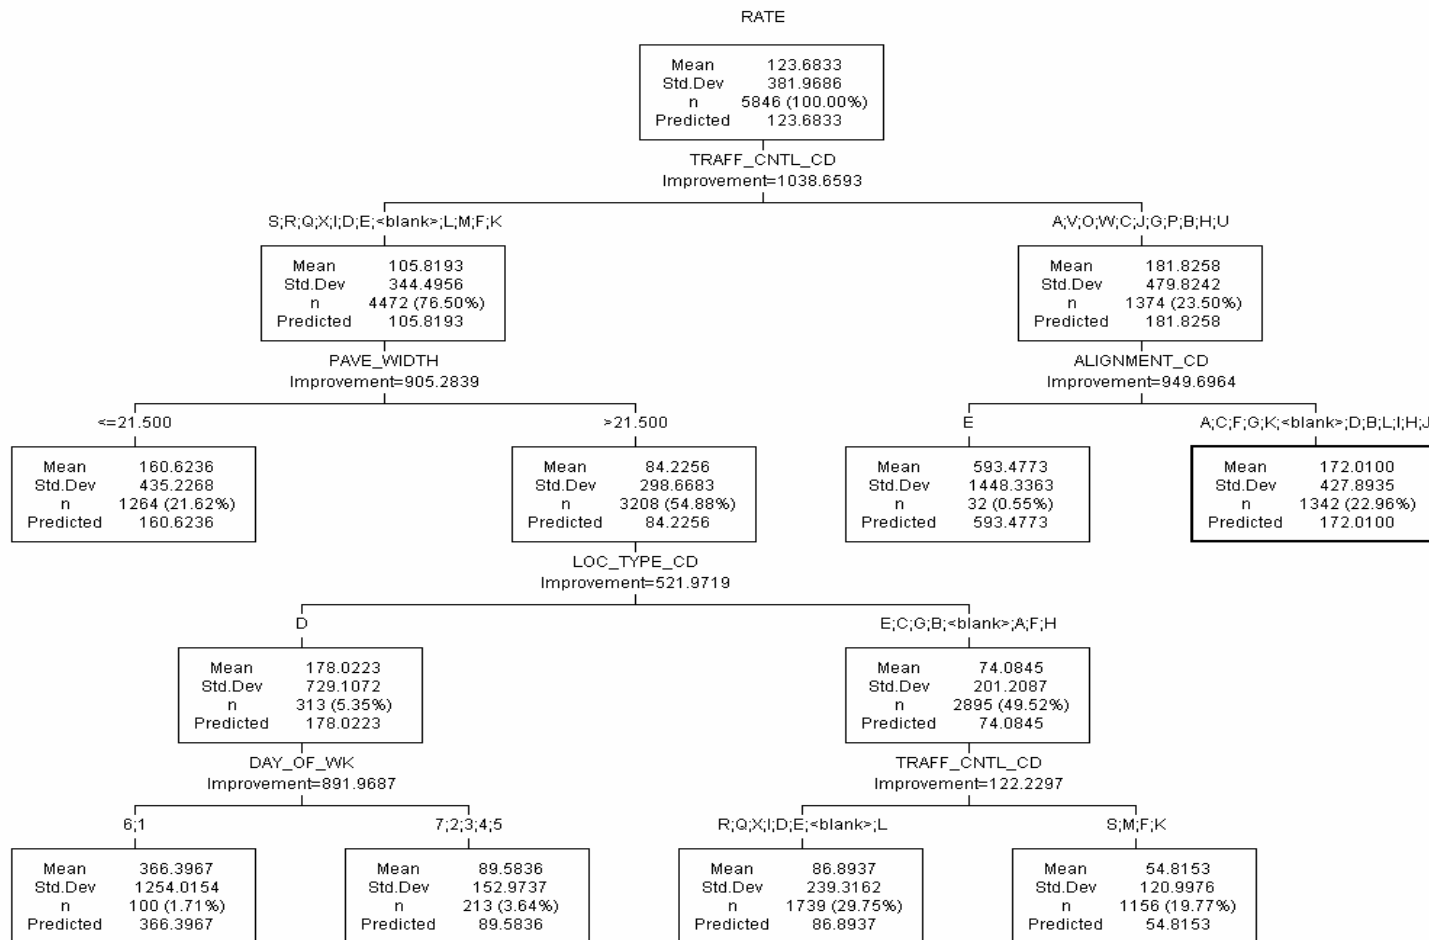 RATE
Mean 123.6833
Std.Dev 381.9686
n 5846 (100.00%)
Predicted 123.6833
TRAFF_CNTL_CD
Improvement=1038.6593
S;R;Q;X;I;D;E;<blank>;L;M;F;K
Mean 105.8193
Std.Dev 344.4956
n 4472 (76.50%)
Predicted 105.8193
A;V;O;W;C;J;G;P;B;H;U
Mean 181.8258
Std.Dev 479.8242
n 1374 (23.50%)
Predicted 181.8258
PAVE_WIDTH
Improvement=905.2839
ALIGNMENT_CD
Improvement=949.6964
<=21.500
Mean 160.6236
Std.Dev 435.2268
n 1264 (21.62%)
Predicted 160.6236
>21.500
Mean 84.2256
Std.Dev 298.6683
n 3208 (54.88%)
Predicted 84.2256
E
Mean 593.4773
Std.Dev 1448.3363
n 32 (0.55%)
Predicted 593.4773
A;C;F;G;K;<blank>;D;B;L;I;H;J
Mean 172.0100
Std.Dev 427.8935
n 1342 (22.96%)
Predicted 172.0100
LOC_TYPE_CD
Improvement=521.9719
D
Mean 178.0223
Std.Dev 729.1072
n 313 (5.35%)
Predicted 178.0223
E;C;G;B;<blank>;A;F;H
Mean 74.0845
Std.Dev 201.2087
n 2895 (49.52%)
Predicted 74.0845
DAY_OF_WK
Improvement=891.9687
TRAFF_CNTL_CD
Improvement=122.2297
6;1
Mean 366.3967
Std.Dev 1254.0154
n 100 (1.71%)
Predicted 366.3967
7;2;3;4;5
Mean 89.5836
Std.Dev 152.9737
n 213 (3.64%)
Predicted 89.5836
R;Q;X;I;D;E;<blank>;L
Mean 86.8937
Std.Dev 239.3162
n 1739 (29.75%)
Predicted 86.8937
S;M;F;K
Mean 54.8153
Std.Dev 120.9976
n 1156 (19.77%)
Predicted 54.8153